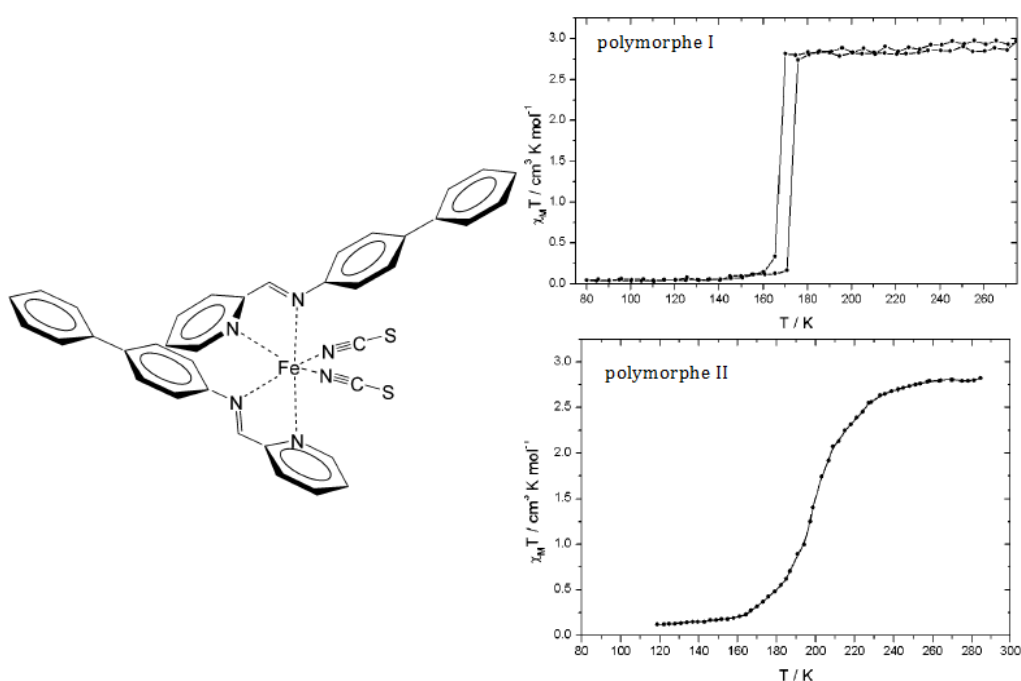 N
N
Fe
N≡C-S
N≡C-S
N
N
polymorphe I
3.0
2.5
2.0
1.5
1.0
0.5
0.0
χMT / cm³ K mol⁻¹
80 100 120 140 160 180 200 220 240 260
T / K
polymorphe II
3.0
2.5
2.0
1.5
1.0
0.5
0.0
χMT / cm³ K mol⁻¹
80 120 140 160 180 200 220 240 260 280 300
T / K